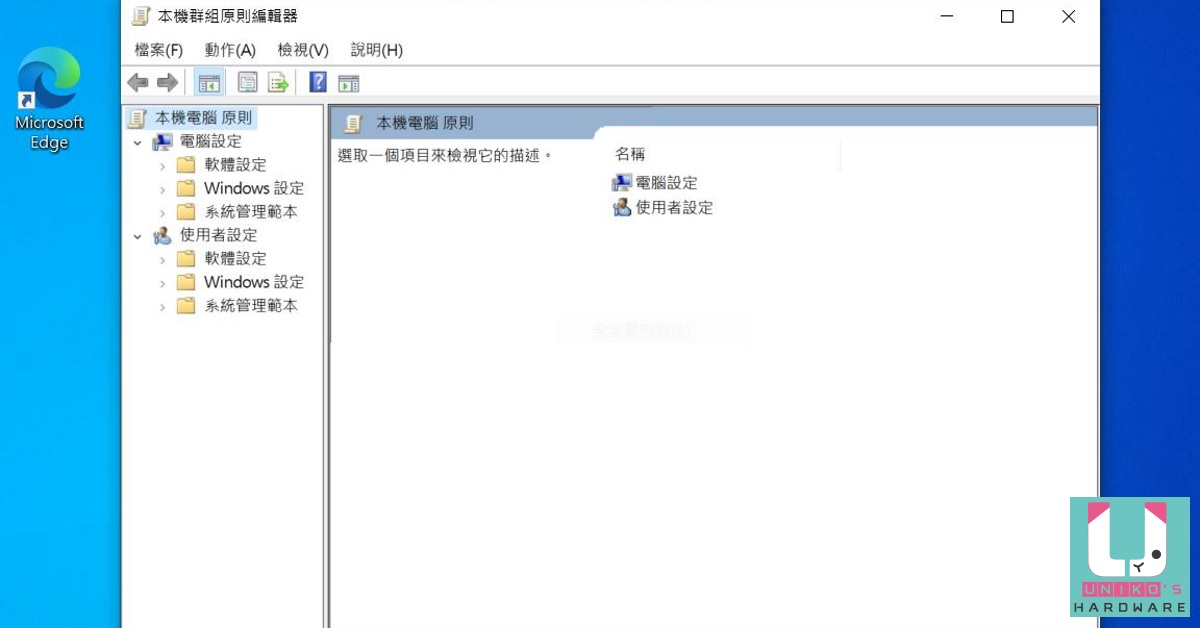 本機群組原則編輯器
檔案(F) 動作(A) 檢視(V) 說明(H)
Microsoft
Edge
本機電腦 原則
電腦設定
軟體設定
Windows 設定
系統管理範本
使用者設定
軟體設定
Windows 設定
系統管理範本
本機電腦 原則
選取一個項目來檢視它的描述。
名稱
電腦設定
使用者設定
UNIKO'S
HARDWARE